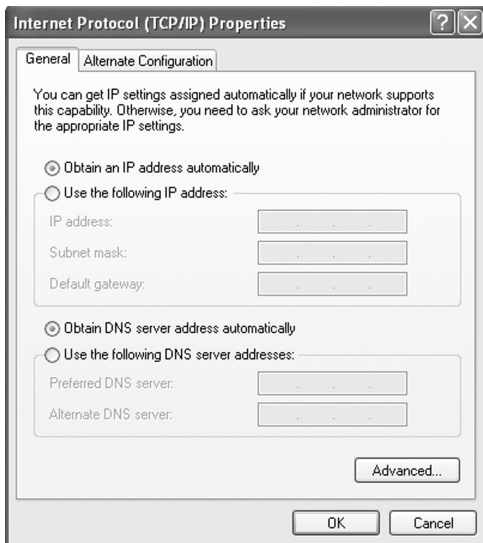 Internet Protocol (TCP/IP) Properties
General
Alternate Configuration
You can get IP settings assigned automatically if your network supports
this capability. Otherwise, you need to ask your network administrator for
the appropriate IP settings.
Obtain an IP address automatically
Use the following IP address:
IP address:
Subnet mask:
Default gateway:
Obtain DNS server address automatically
Use the following DNS server addresses:
Preferred DNS server:
Alternate DNS server:
Advanced...
OK
Cancel